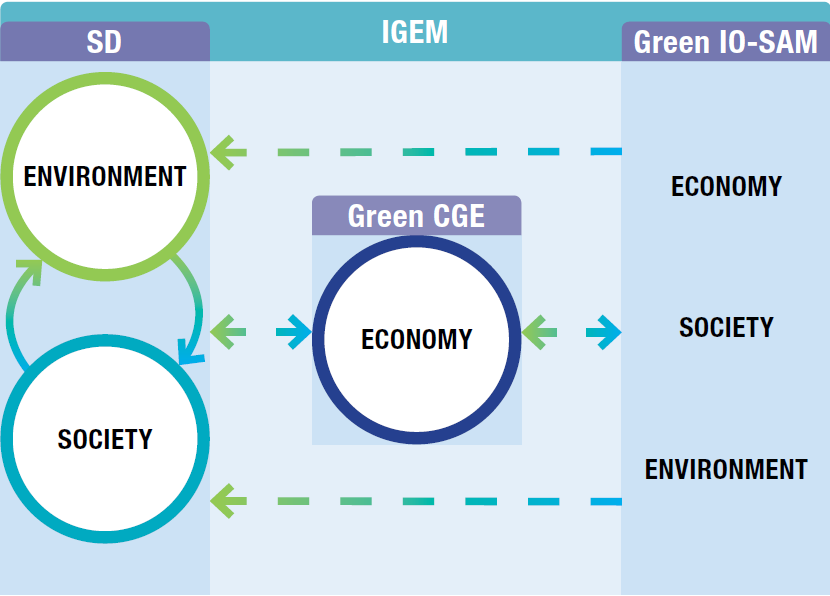 IGEM
SD
Green IO-SAM
ENVIRONMENT
ECONOMY
Green CGE
SOCIETY
ECONOMY
SOCIETY
ENVIRONMENT